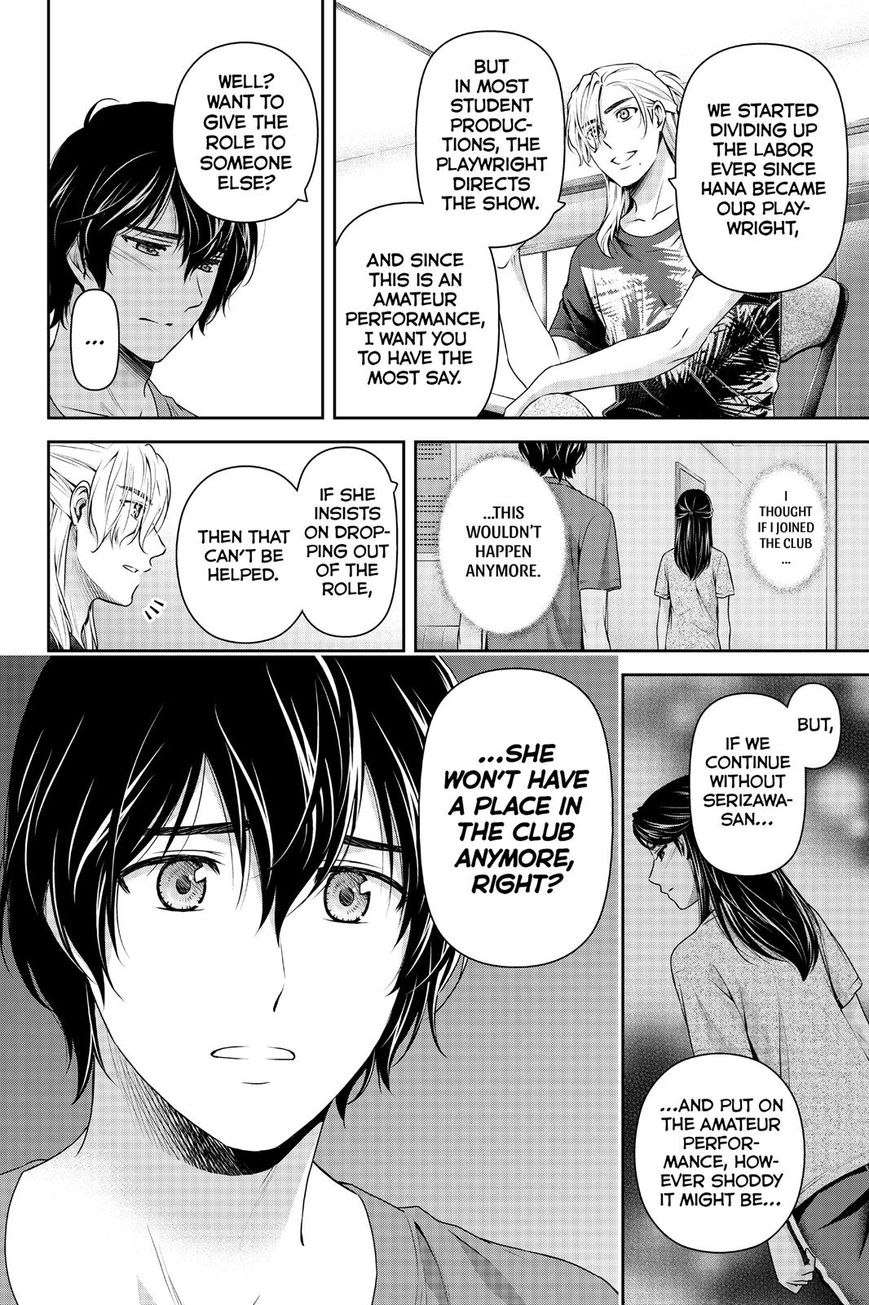 WE STARTED
DIVIDING UP
THE LABOR
EVER SINCE
HANA BECAME
OUR PLAY-
WRIGHT,
BUT
IN MOST
STUDENT
PRODUC-
TIONS, THE
PLAYWRIGHT
DIRECTS
THE SHOW.
AND SINCE
THIS IS AN
AMATEUR
PERFORMANCE,
I WANT YOU
TO HAVE THE
MOST SAY.
WELL?
WANT TO
GIVE THE
ROLE TO
SOMEONE
ELSE?
...
I
THOUGHT
IF I JOINED
THE CLUB
...
...THIS
WOULDN'T
HAPPEN
ANYMORE.
IF SHE
INSISTS
ON DROP-
PING OUT
OF THE
ROLE,
THEN THAT
CAN'T BE
HELPED.
BUT,
IF WE
CONTINUE
WITHOUT
SERIZAWA-
SAN...
...AND PUT ON
THE AMATEUR
PERFOR-
MANCE, HOW-
EVER SHODDY
IT MIGHT BE...
...SHE
WON'T HAVE
A PLACE IN
THE CLUB
ANYMORE,
RIGHT?